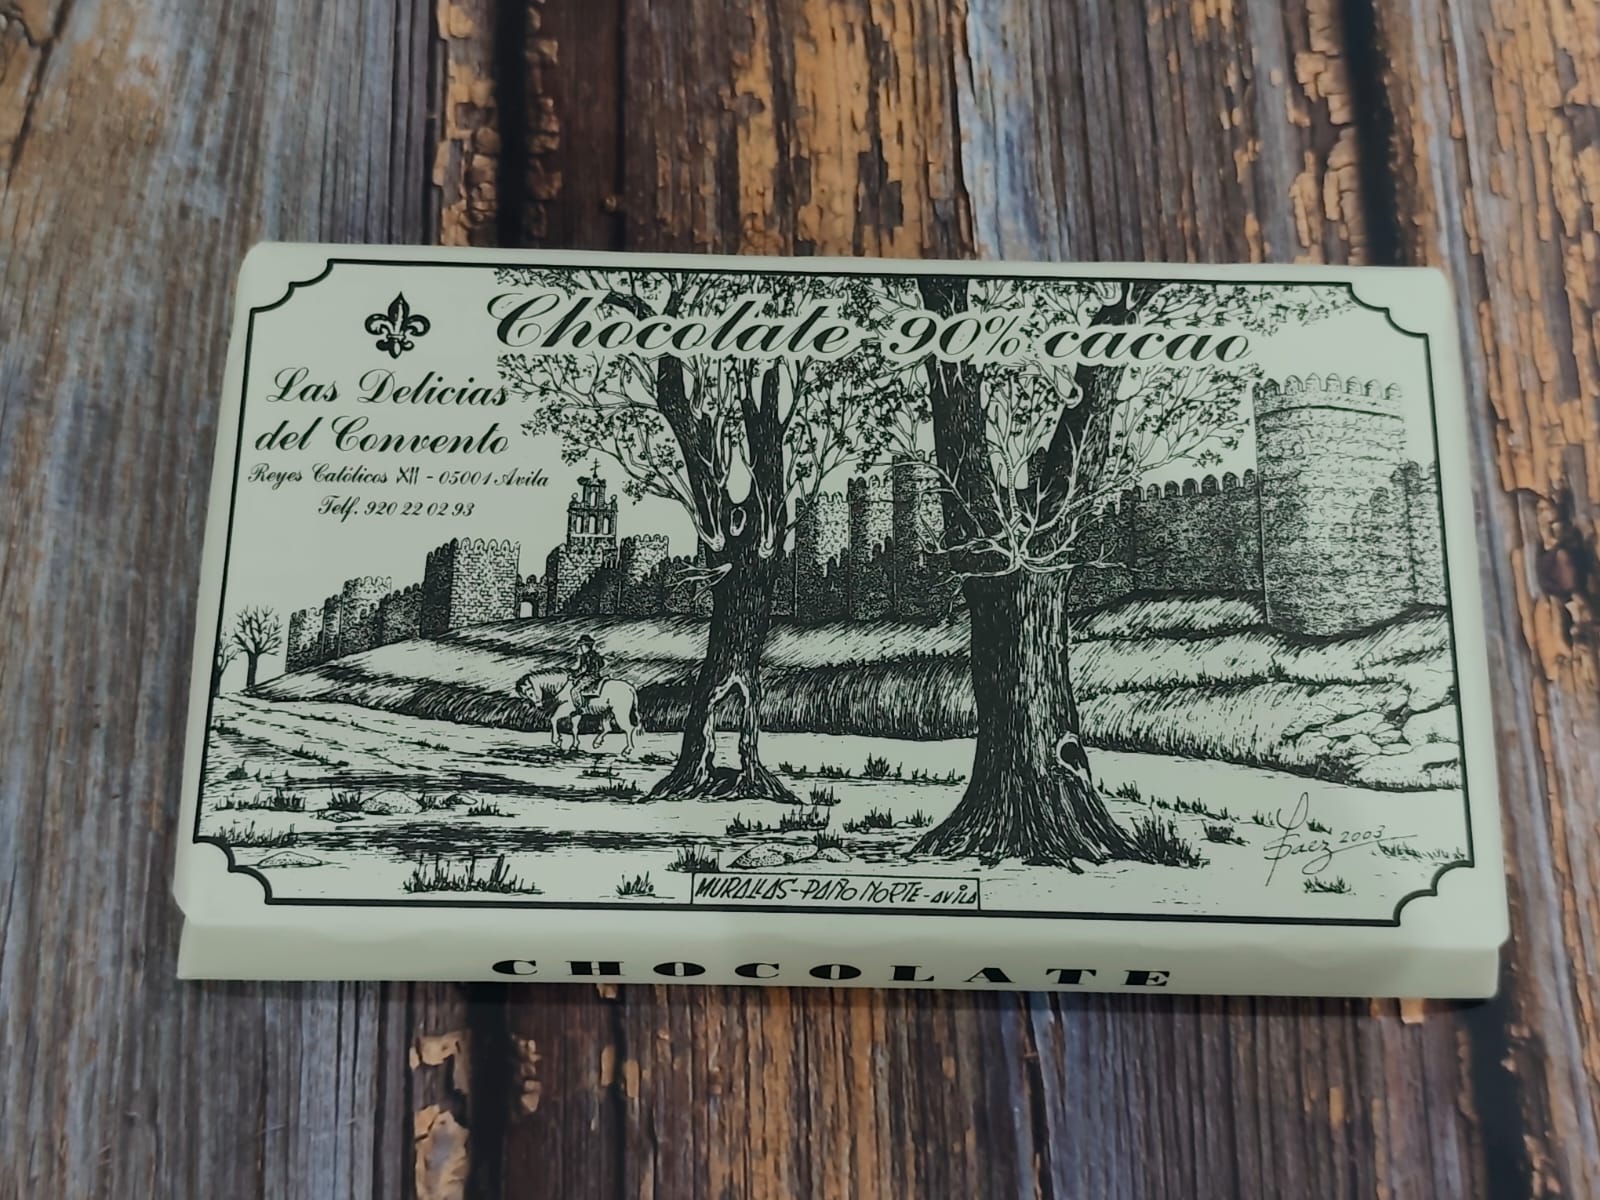 Chocolate 90% cacao
Las Delicias
del Convento
Reyes Católicos XII - 05001 Avila
Telf. 920 22 02 93
Saez 2003
MURALLAS - PAÑO NORTE - AVILA
CHOCOLATE